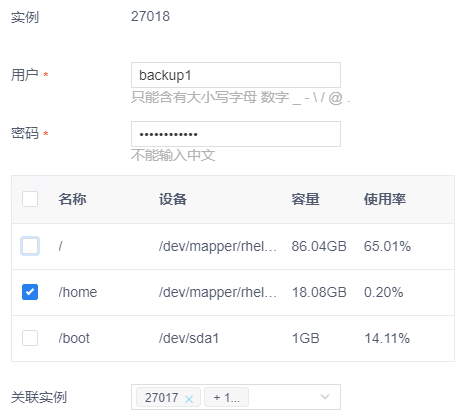 实例 27018
用户 * backup1
只能含有大小写字母 数字 _ - \ / @ .
密码 * ••••••••••••
不能输入中文
名称 设备 容量 使用率
/ /dev/mapper/rhel... 86.04GB 65.01%
/home /dev/mapper/rhel... 18.08GB 0.20%
/boot /dev/sda1 1GB 14.11%
关联实例 27017 × + 1...